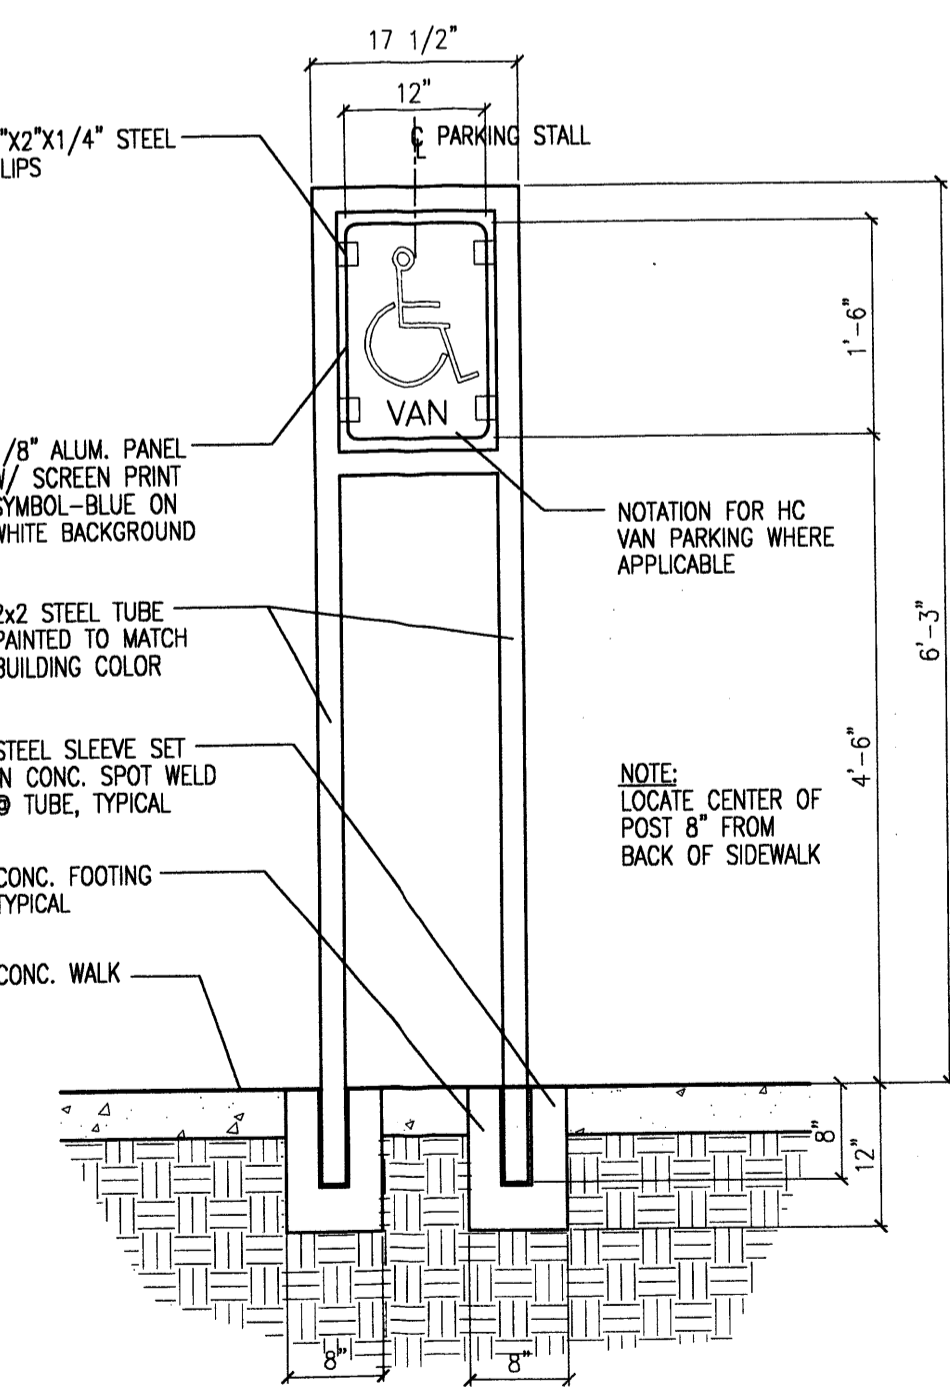 17 1/2"
12"
℄ PARKING STALL
"X2"X1/4" STEEL
LIPS
1'-6"
VAN
/8" ALUM. PANEL
W/ SCREEN PRINT
SYMBOL-BLUE ON
WHITE BACKGROUND
NOTATION FOR HC
VAN PARKING WHERE
APPLICABLE
6'-3"
2x2 STEEL TUBE
PAINTED TO MATCH
BUILDING COLOR
4'-6"
STEEL SLEEVE SET
IN CONC. SPOT WELD
@ TUBE, TYPICAL
NOTE:
LOCATE CENTER OF
POST 8" FROM
BACK OF SIDEWALK
CONC. FOOTING
TYPICAL
CONC. WALK
8"
12"
8"
8"